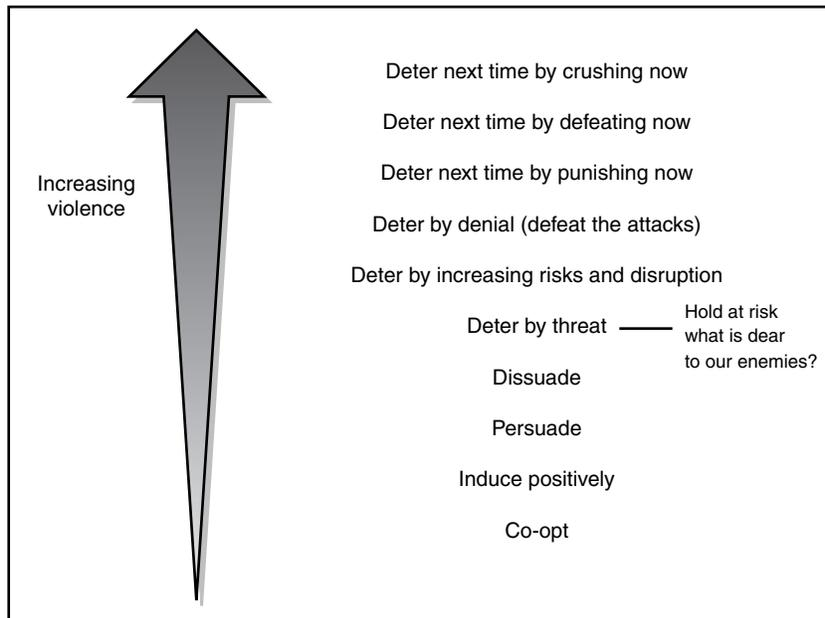 Deter next time by crushing now
Deter next time by defeating now
Deter next time by punishing now
Increasing
violence
Deter by denial (defeat the attacks)
Deter by increasing risks and disruption
Deter by threat
Hold at risk
what is dear
to our enemies?
Dissuade
Persuade
Induce positively
Co-opt